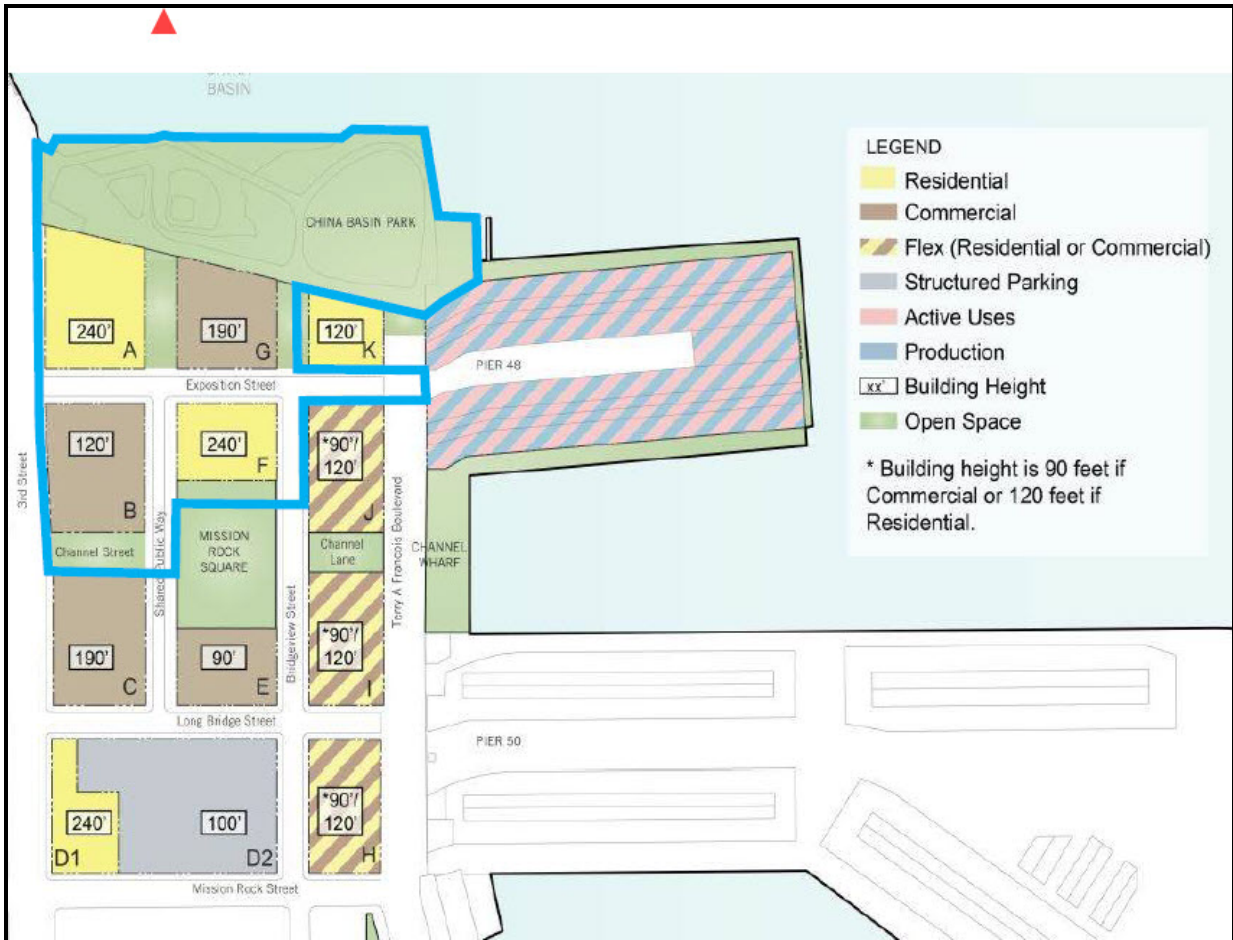 BASIN
CHINA BASIN PARK
240'
A
190'
G
120'
K
Exposition Street
PIER 48
120'
B
240'
F
*90'/
120'
J
3rd Street
Channel Street
Shared Public Way
MISSION
ROCK
SQUARE
Bridgeview Street
Channel
Lane
Terry A Francois Boulevard
CHANNEL
WHARF
190'
C
90'
E
*90'/
120'
I
Long Bridge Street
PIER 50
240'
D1
100'
D2
*90'/
120'
H
Mission Rock Street
LEGEND
Residential
Commercial
Flex (Residential or Commercial)
Structured Parking
Active Uses
Production
xx' Building Height
Open Space
* Building height is 90 feet if
Commercial or 120 feet if
Residential.